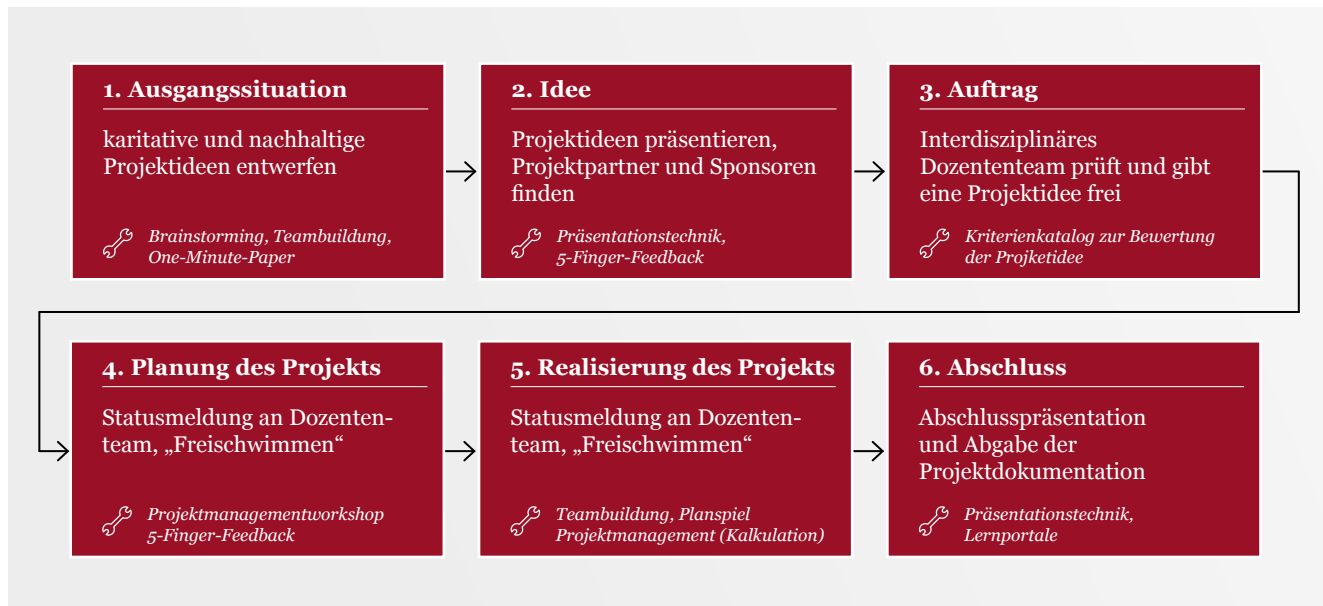 1. Ausgangssituation
karitative und nachhaltige
Projektideen entwerfen
Brainstorming, Teambuildung,
One-Minute-Paper
2. Idee
Projektideen präsentieren,
Projektpartner und Sponsoren
finden
Präsentationstechnik,
5-Finger-Feedback
3. Auftrag
Interdisziplinäres
Dozententeam prüft und gibt
eine Projektidee frei
Kriterienkatalog zur Bewertung
der Projketidee
4. Planung des Projekts
Statusmeldung an Dozenten-
team, „Freischwimmen“
Projektmanagementworkshop
5-Finger-Feedback
5. Realisierung des Projekts
Statusmeldung an Dozenten-
team, „Freischwimmen“
Teambuildung, Planspiel
Projektmanagement (Kalkulation)
6. Abschluss
Abschlusspräsentation
und Abgabe der
Projektdokumentation
Präsentationstechnik,
Lernportale